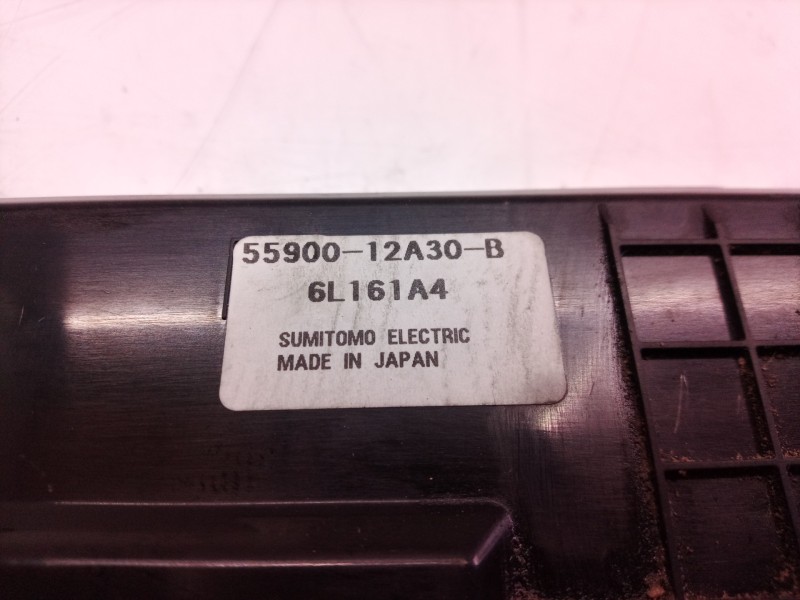 55900-12A30-B
6L161A4
SUMITOMO ELECTRIC
MADE IN JAPAN